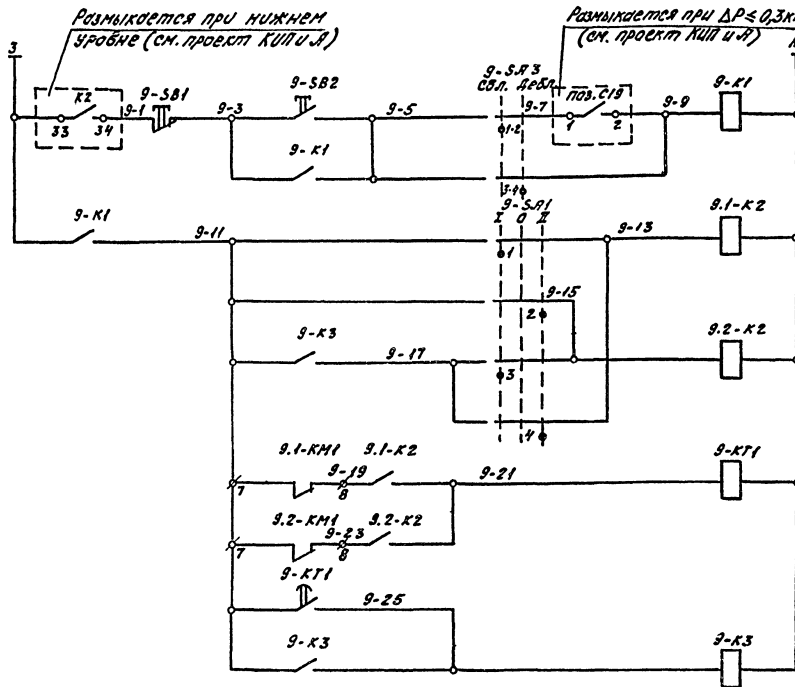 Размыкается при нижнем
уровне (см. проект КИП и А)
Размыкается при ΔP ≤ 0,3к
(см. проект КИП и А)
3
К2
33
34
9-1
9-SB1
9-3
9-SB2
9-5
9-SA3
сбл.
дебл.
9-7
поз.С19
1
2
9-9
9-К1
1-2
9-К1
3-4
9-SA1
I 0 II
9-К1
9-11
1
9-13
9.1-К2
9-15
2
9-К3
9-17
3
9.2-К2
4
9.1-КМ1
9.1-К2
7
9-19
8
9-21
9-КТ1
9.2-КМ1
9.2-К2
7
9-23
8
9-КТ1
9-25
9-К3
9-К3